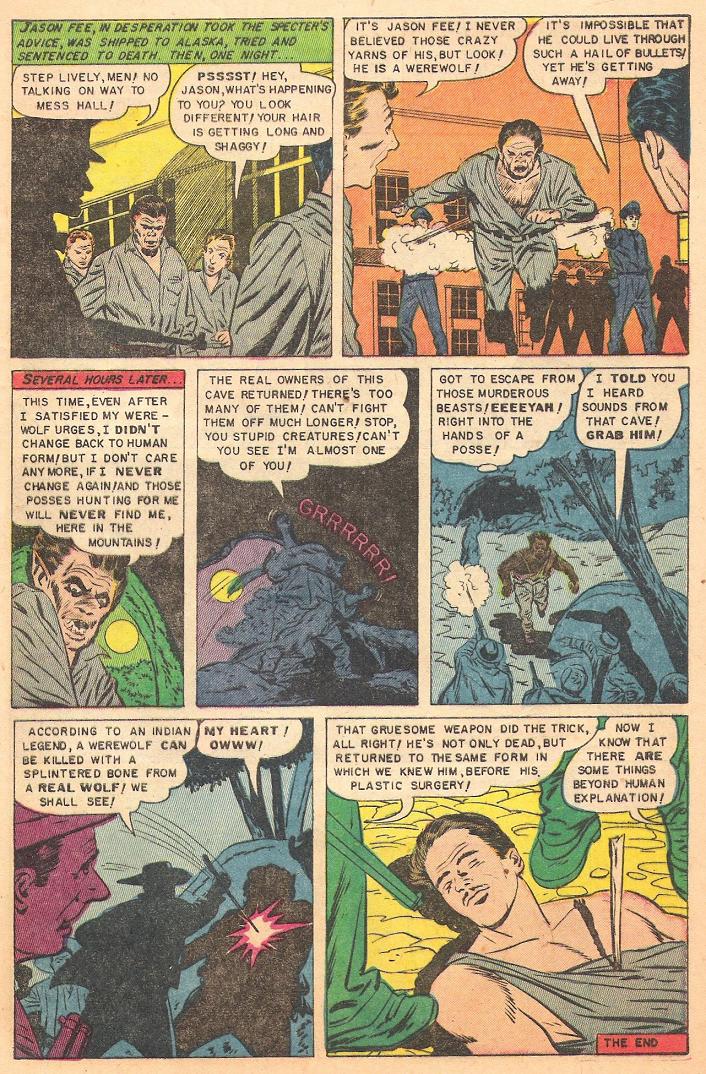 JASON FEE, IN DESPERATION TOOK THE SPECTER'S
ADVICE, WAS SHIPPED TO ALASKA, TRIED AND
SENTENCED TO DEATH. THEN, ONE NIGHT.
STEP LIVELY, MEN! NO
TALKING ON WAY TO
MESS HALL!
PSSSST! HEY,
JASON, WHAT'S HAPPENING
TO YOU? YOU LOOK
DIFFERENT! YOUR HAIR
IS GETTING LONG AND
SHAGGY!
IT'S JASON FEE! I NEVER
BELIEVED THOSE CRAZY
YARNS OF HIS, BUT LOOK!
HE IS A WEREWOLF!
IT'S IMPOSSIBLE THAT
HE COULD LIVE THROUGH
SUCH A HAIL OF BULLETS!
YET HE'S GETTING
AWAY!
SEVERAL HOURS LATER...
THIS TIME, EVEN AFTER
I SATISFIED MY WERE-
WOLF URGES, I DIDN'T
CHANGE BACK TO HUMAN
FORM! BUT I DON'T CARE
ANY MORE, IF I NEVER
CHANGE AGAIN! AND THOSE
POSSES HUNTING FOR ME
WILL NEVER FIND ME,
HERE IN THE
MOUNTAINS!
THE REAL OWNERS OF THIS
CAVE RETURNED! THERE'S TOO
MANY OF THEM! CAN'T FIGHT
THEM OFF MUCH LONGER! STOP,
YOU STUPID CREATURES! CAN'T
YOU SEE I'M ALMOST ONE
OF YOU!
GRRRRRRR!
GOT TO ESCAPE FROM
THOSE MURDEROUS
BEASTS! EEEEYAH!
RIGHT INTO THE
HANDS OF A
POSSE!
I TOLD YOU
I HEARD
SOUNDS FROM
THAT CAVE!
GRAB HIM!
ACCORDING TO AN INDIAN
LEGEND, A WEREWOLF CAN
BE KILLED WITH A
SPLINTERED BONE FROM
A REAL WOLF! WE
SHALL SEE!
MY HEART!
OWWW!
THAT GRUESOME WEAPON DID THE TRICK,
ALL RIGHT! HE'S NOT ONLY DEAD, BUT
RETURNED TO THE SAME FORM IN
WHICH WE KNEW HIM, BEFORE HIS
PLASTIC SURGERY!
NOW I
KNOW THAT
THERE ARE
SOME THINGS
BEYOND HUMAN
EXPLANATION!
THE END